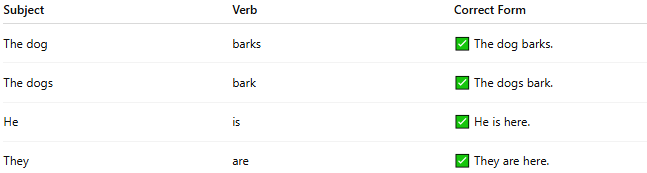 Subject Verb Correct Form
The dog barks ✅ The dog barks.
The dogs bark ✅ The dogs bark.
He is ✅ He is here.
They are ✅ They are here.